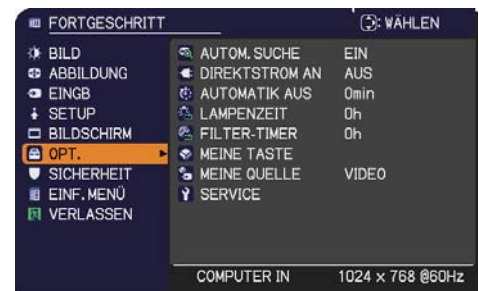 FORTGESCHRITT : WÄHLEN
BILD
ABBILDUNG
EINGB
SETUP
BILDSCHIRM
OPT.
SICHERHEIT
EINF. MENÜ
VERLASSEN
AUTOM. SUCHE EIN
DIREKTSTROM AN AUS
AUTOMATIK AUS 0min
LAMPENZEIT 0h
FILTER-TIMER 0h
MEINE TASTE
MEINE QUELLE VIDEO
SERVICE
COMPUTER IN 1024 x 768 @60Hz